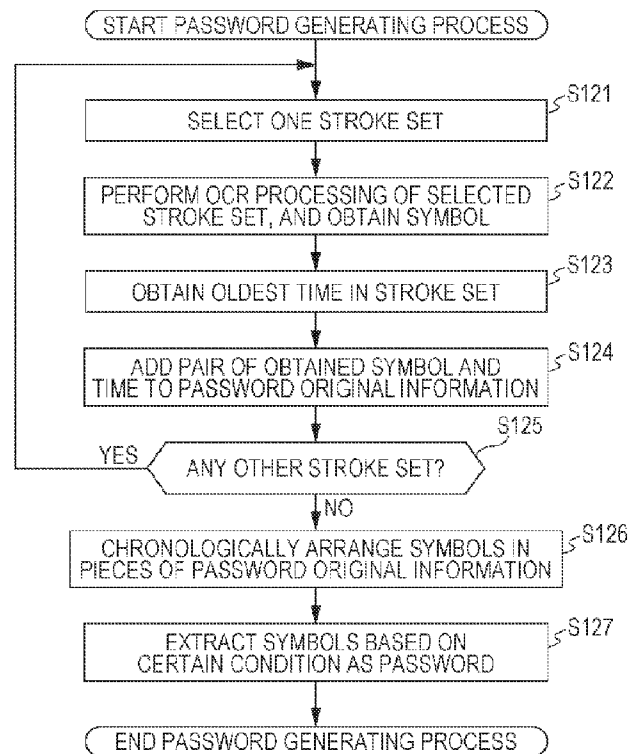 START PASSWORD GENERATING PROCESS
S121
SELECT ONE STROKE SET
S122
PERFORM OCR PROCESSING OF SELECTED
STROKE SET, AND OBTAIN SYMBOL
S123
OBTAIN OLDEST TIME IN STROKE SET
S124
ADD PAIR OF OBTAINED SYMBOL AND
TIME TO PASSWORD ORIGINAL INFORMATION
S125
YES
ANY OTHER STROKE SET?
NO
S126
CHRONOLOGICALLY ARRANGE SYMBOLS IN
PIECES OF PASSWORD ORIGINAL INFORMATION
S127
EXTRACT SYMBOLS BASED ON
CERTAIN CONDITION AS PASSWORD
END PASSWORD GENERATING PROCESS